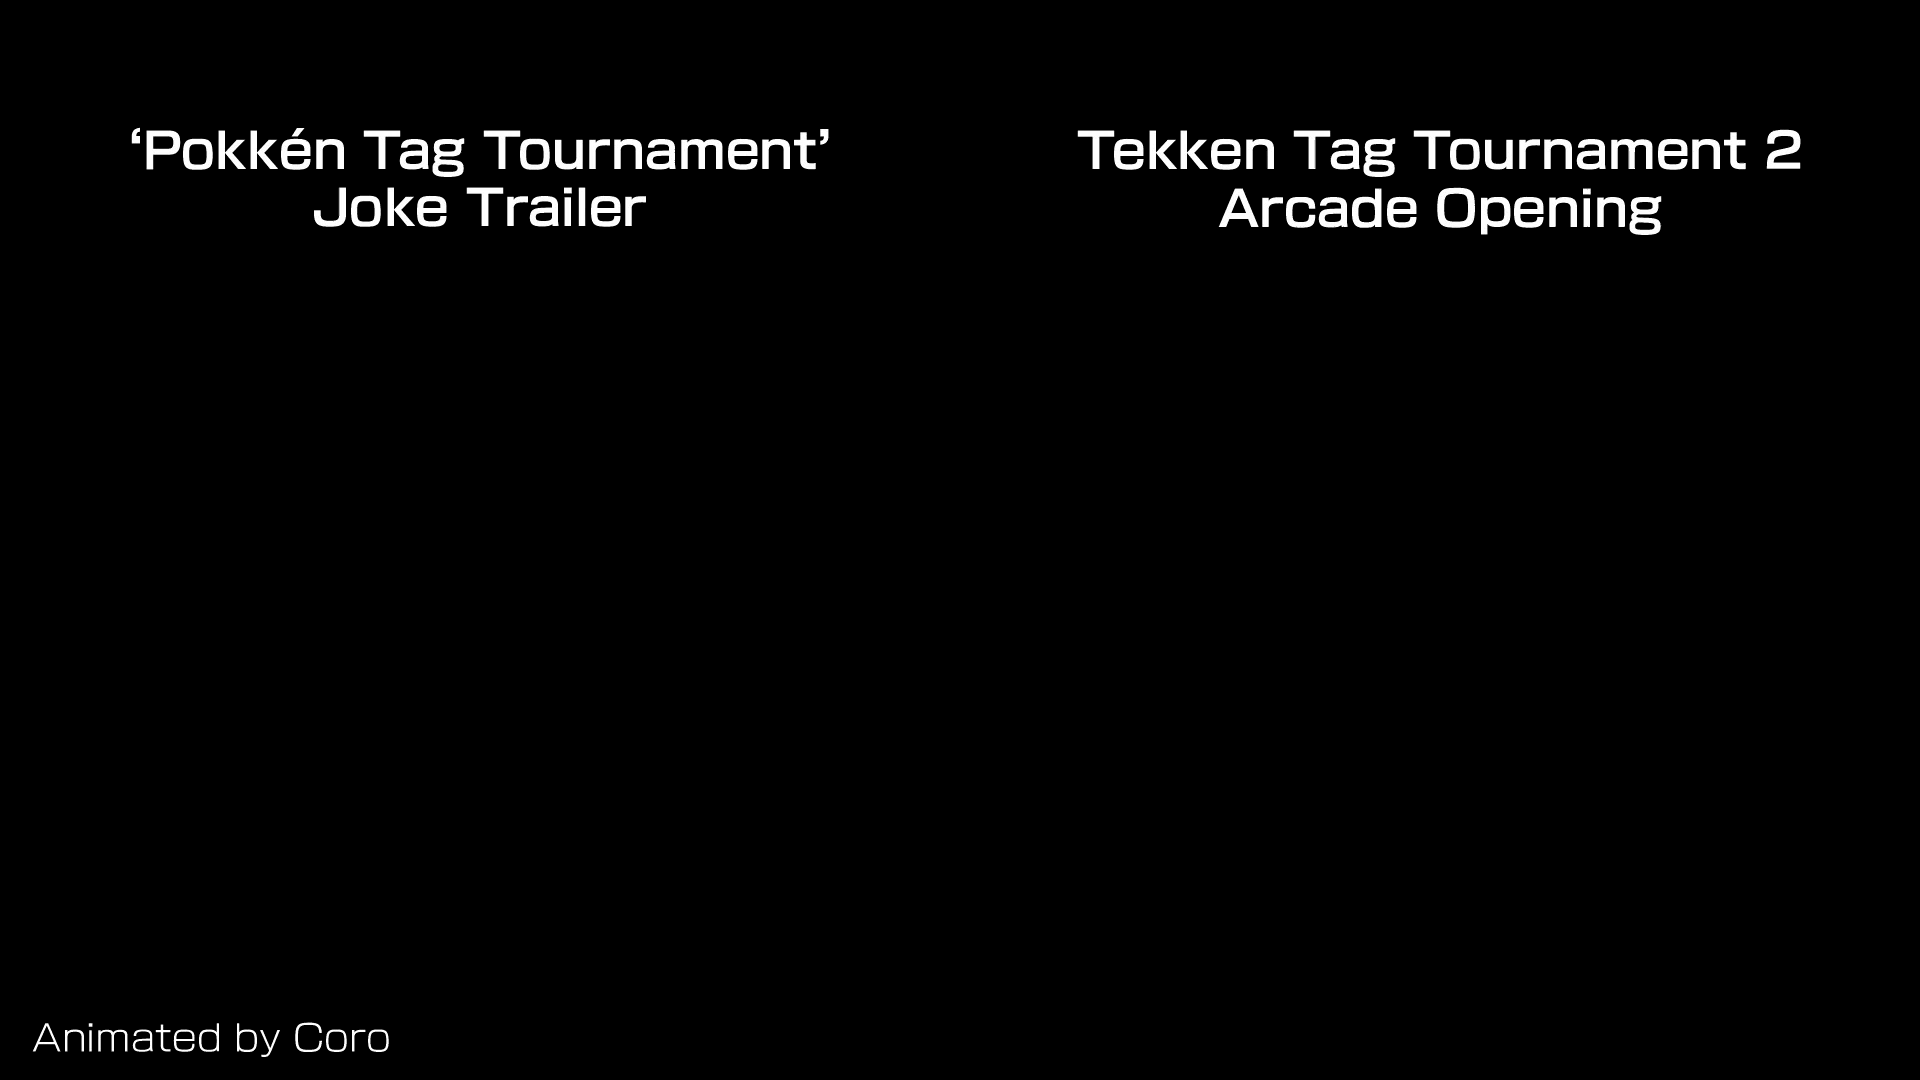 ‘Pokkén Tag Tournament’
Joke Trailer
Tekken Tag Tournament 2
Arcade Opening
Animated by Coro